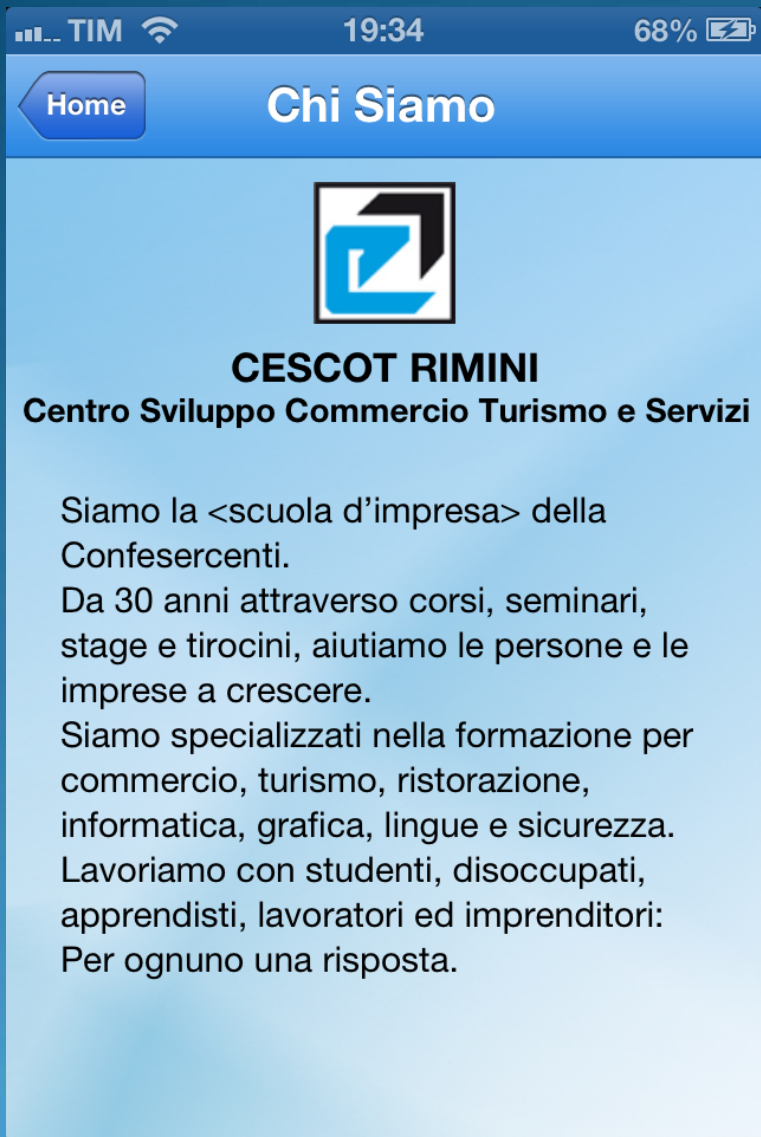 TIM 19:34 68%
Home Chi Siamo
CESCOT RIMINI
Centro Sviluppo Commercio Turismo e Servizi
Siamo la <scuola d’impresa> della
Confesercenti.
Da 30 anni attraverso corsi, seminari,
stage e tirocini, aiutiamo le persone e le
imprese a crescere.
Siamo specializzati nella formazione per
commercio, turismo, ristorazione,
informatica, grafica, lingue e sicurezza.
Lavoriamo con studenti, disoccupati,
apprendisti, lavoratori ed imprenditori:
Per ognuno una risposta.